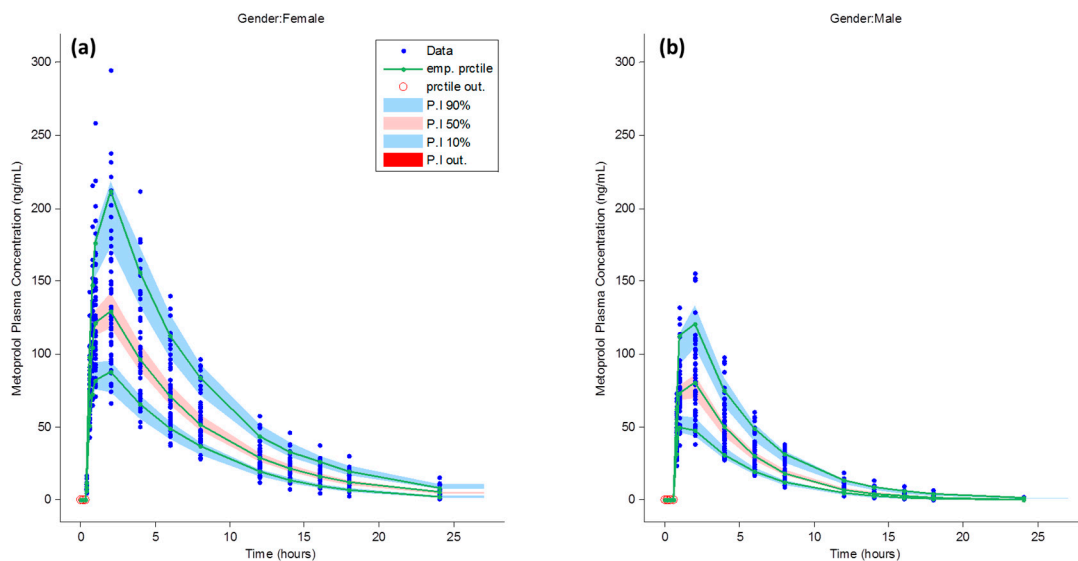 Gender:Female
(a)
Data
emp. prctile
prctile out.
P.I 90%
P.I 50%
P.I 10%
P.I out.
300
250
200
150
100
50
0
Metoprolol Plasma Concentration (ng/mL)
0 5 10 15 20 25
Time (hours)
Gender:Male
(b)
300
250
200
150
100
50
0
Metoprolol Plasma Concentration (ng/mL)
0 5 10 15 20 25
Time (hours)